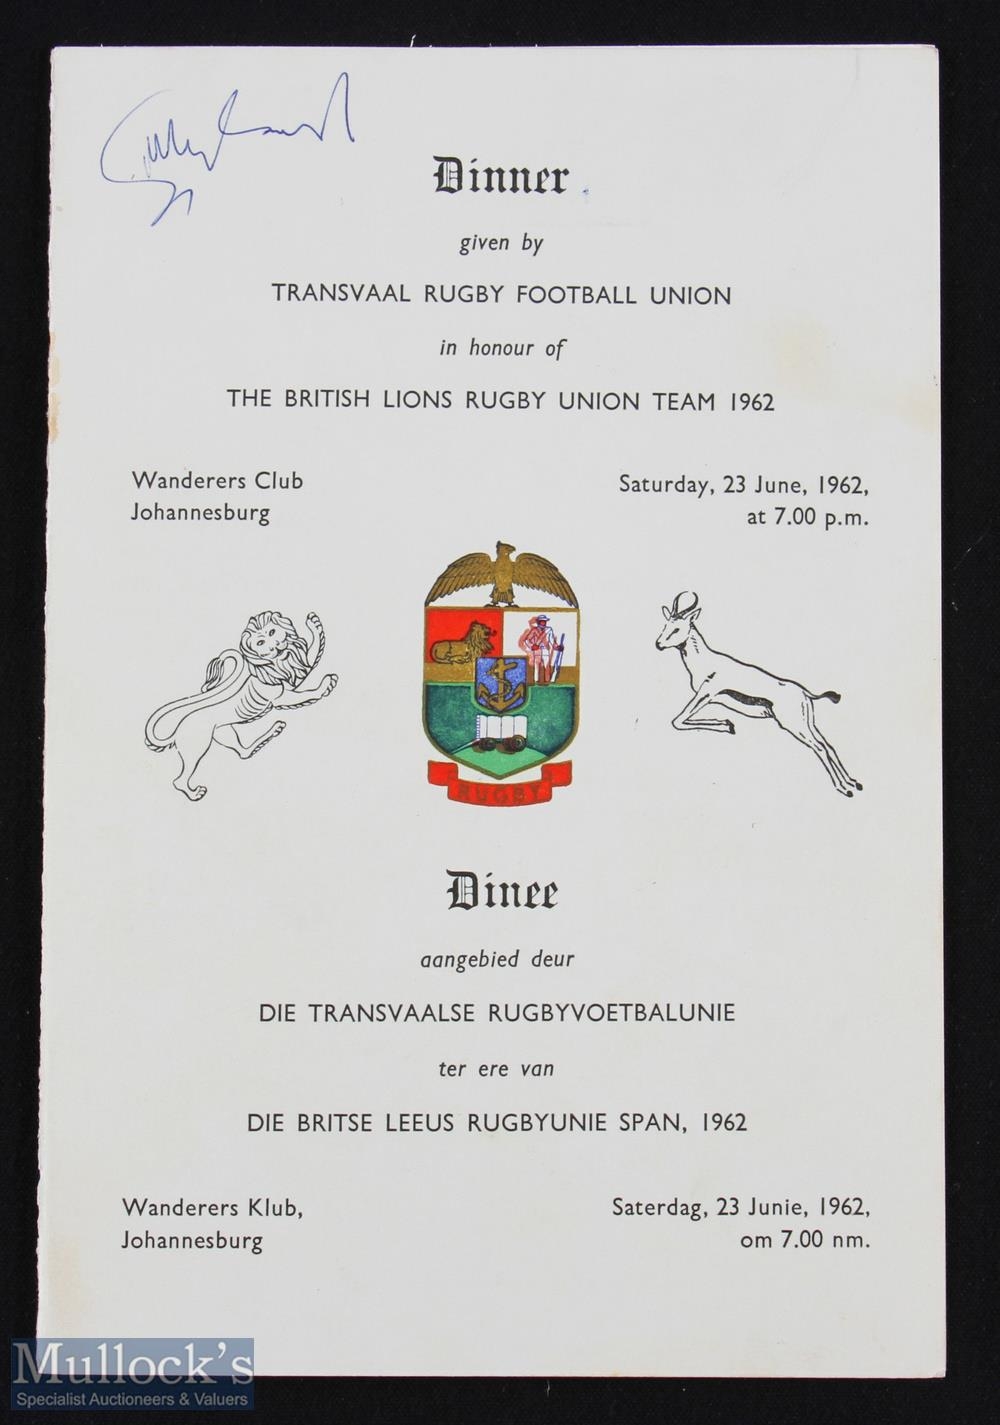 Dinner
given by
TRANSVAAL RUGBY FOOTBALL UNION
in honour of
THE BRITISH LIONS RUGBY UNION TEAM 1962
Wanderers Club
Johannesburg
Saturday, 23 June, 1962,
at 7.00 p.m.
RUGBY
Dinee
aangebied deur
DIE TRANSVAALSE RUGBYVOETBALUNIE
ter ere van
DIE BRITSE LEEUS RUGBYUNIE SPAN, 1962
Wanderers Klub,
Johannesburg
Saterdag, 23 Junie, 1962,
om 7.00 nm.
Mullock's
Specialist Auctioneers & Valuers